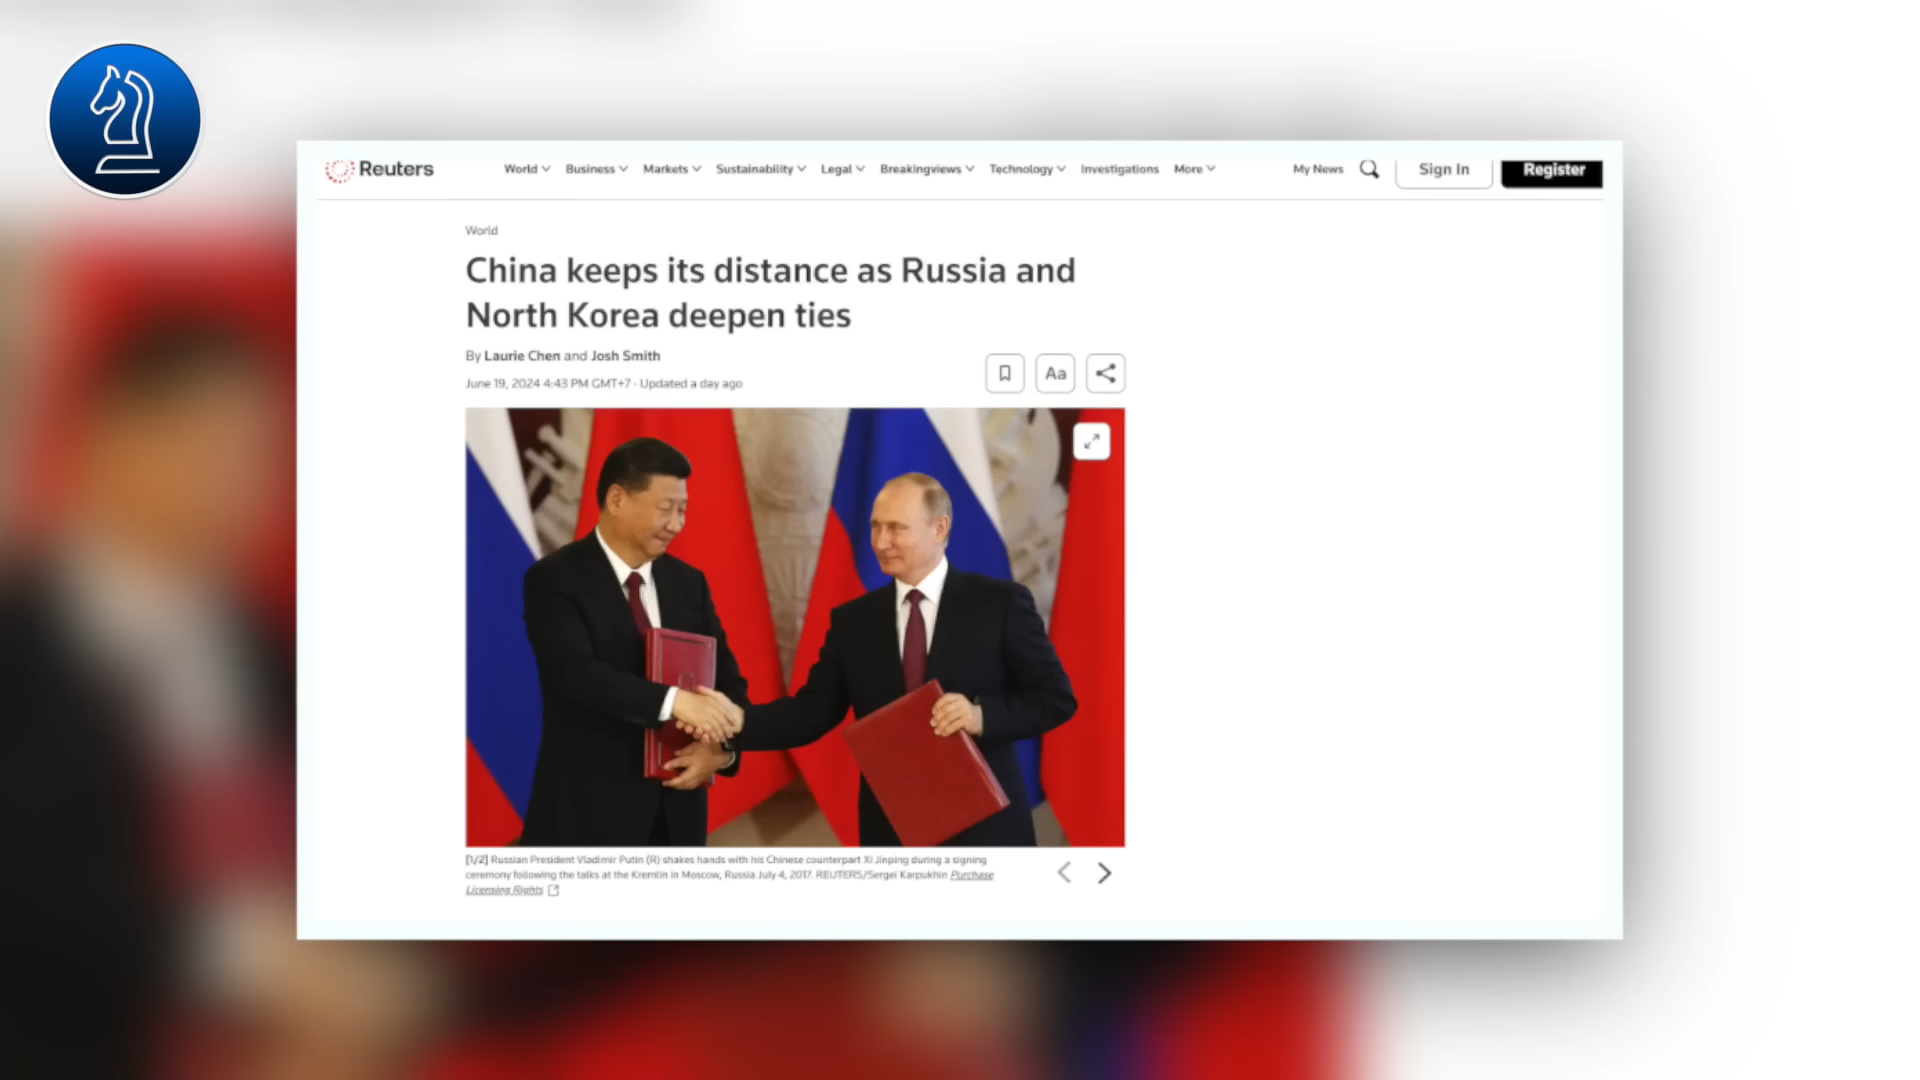 Reuters
World Business Markets Sustainability Legal Breakingviews Technology Investigations More My News Sign In Register
World
China keeps its distance as Russia and
North Korea deepen ties
By Laurie Chen and Josh Smith
June 19, 2024 4:43 PM GMT+7 · Updated a day ago
Aa
[1/2] Russian President Vladimir Putin (R) shakes hands with his Chinese counterpart Xi Jinping during a signing
ceremony following the talks at the Kremlin in Moscow, Russia July 4, 2017. REUTERS/Sergei Karpukhin Purchase
Licensing Rights